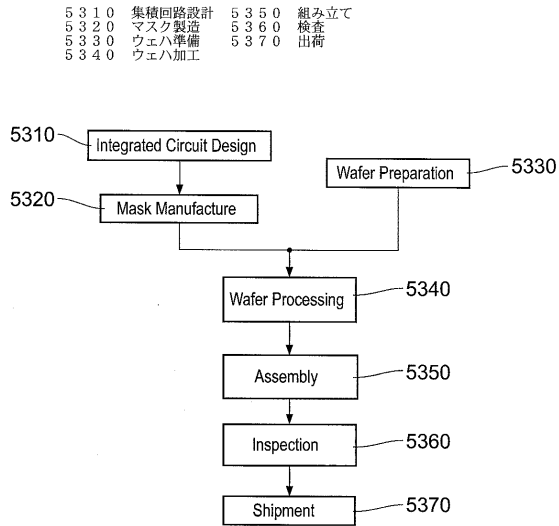 ５３１０　集積回路設計　５３５０　組み立て
５３２０　マスク製造　５３６０　検査
５３３０　ウェハ準備　５３７０　出荷
５３４０　ウェハ加工
5310
Integrated Circuit Design
Wafer Preparation
5330
5320
Mask Manufacture
Wafer Processing
5340
Assembly
5350
Inspection
5360
Shipment
5370